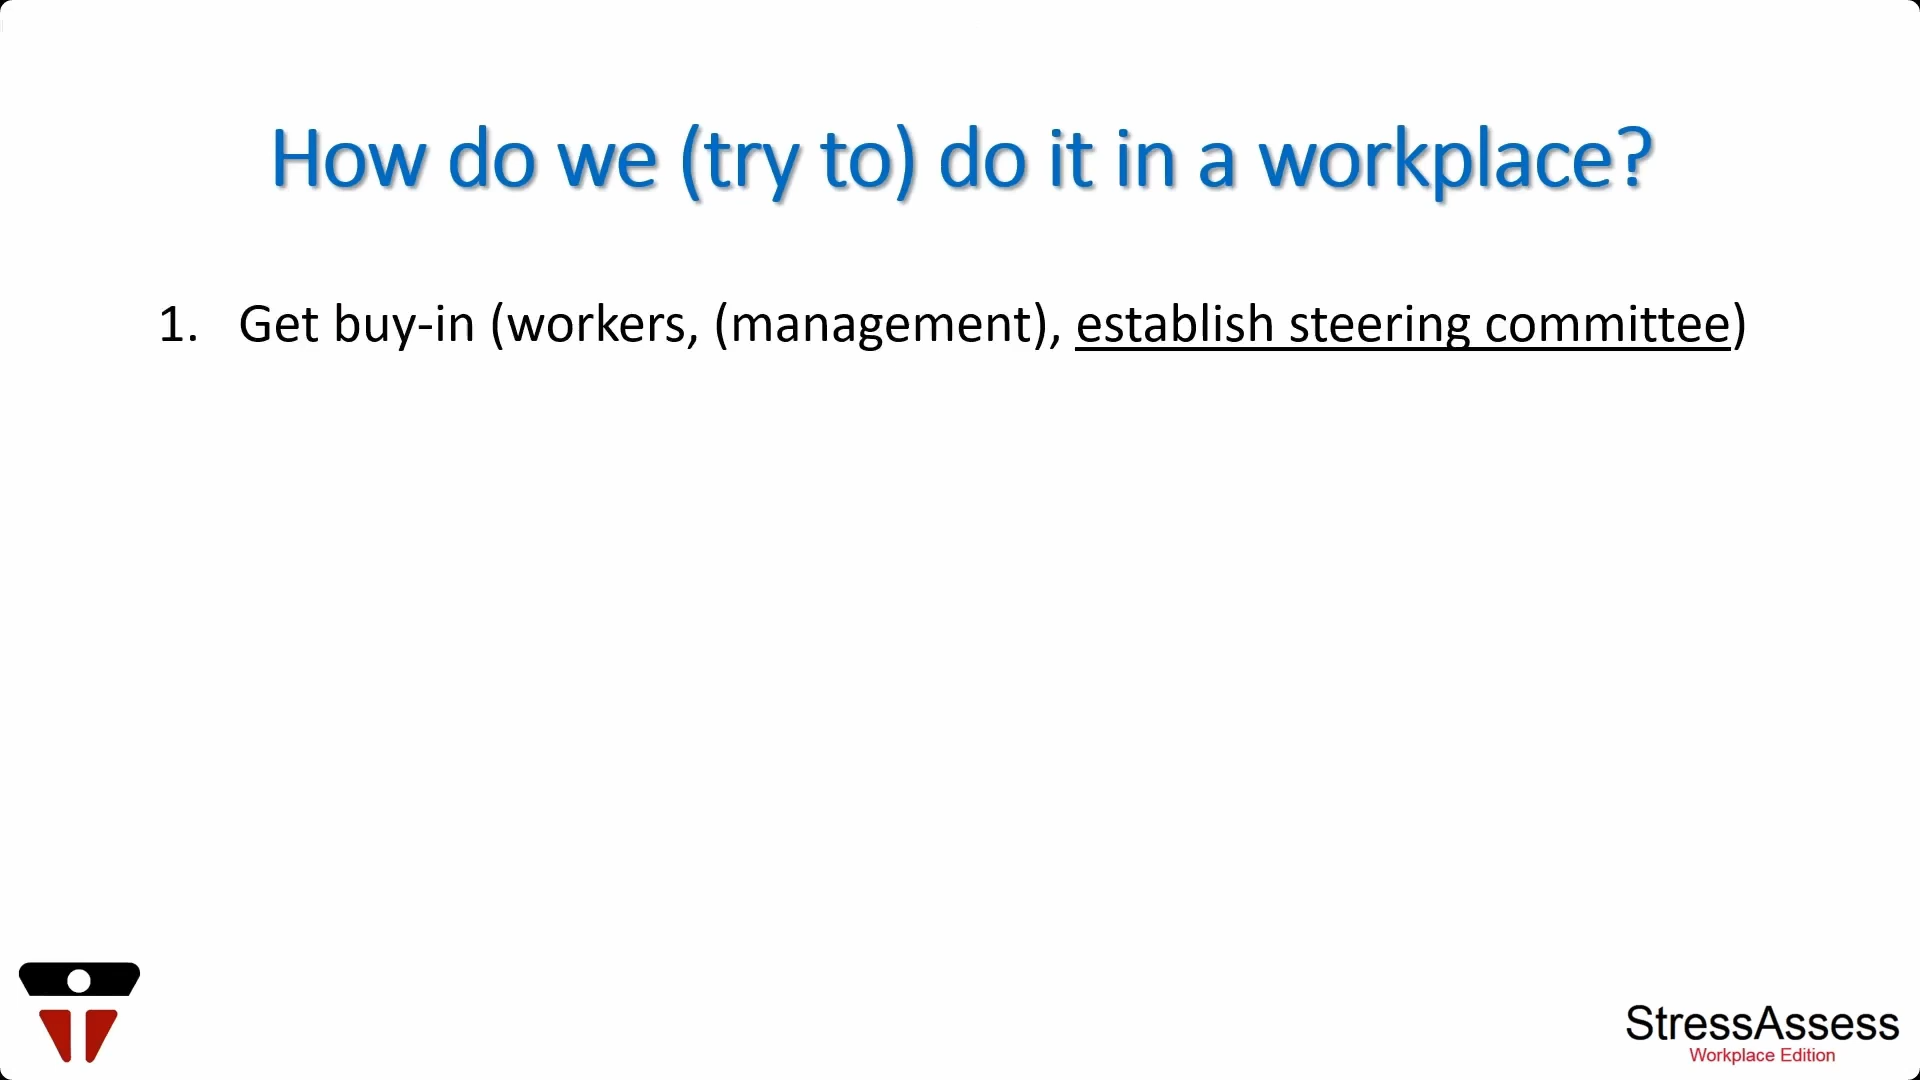 How do we (try to) do it in a workplace?
1. Get buy-in (workers, (management), establish steering committee)
StressAssess
Workplace Edition